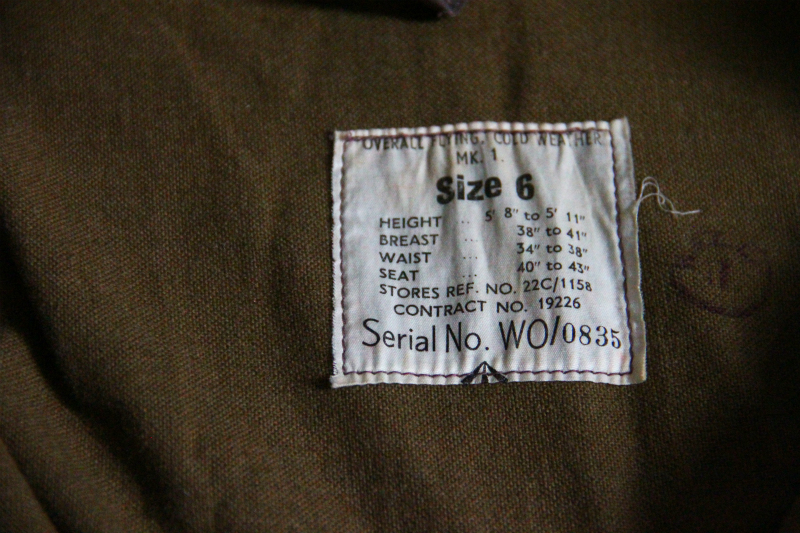 OVERALL FLYING, COLD WEATHER.
MK. 1.
Size 6
HEIGHT ... 5' 8" to 5' 11"
BREAST ... 38" to 41"
WAIST ... 34" to 38"
SEAT ... 40" to 43"
STORES REF. NO. 22C/1158
CONTRACT NO. 19226
Serial No. WO/0835